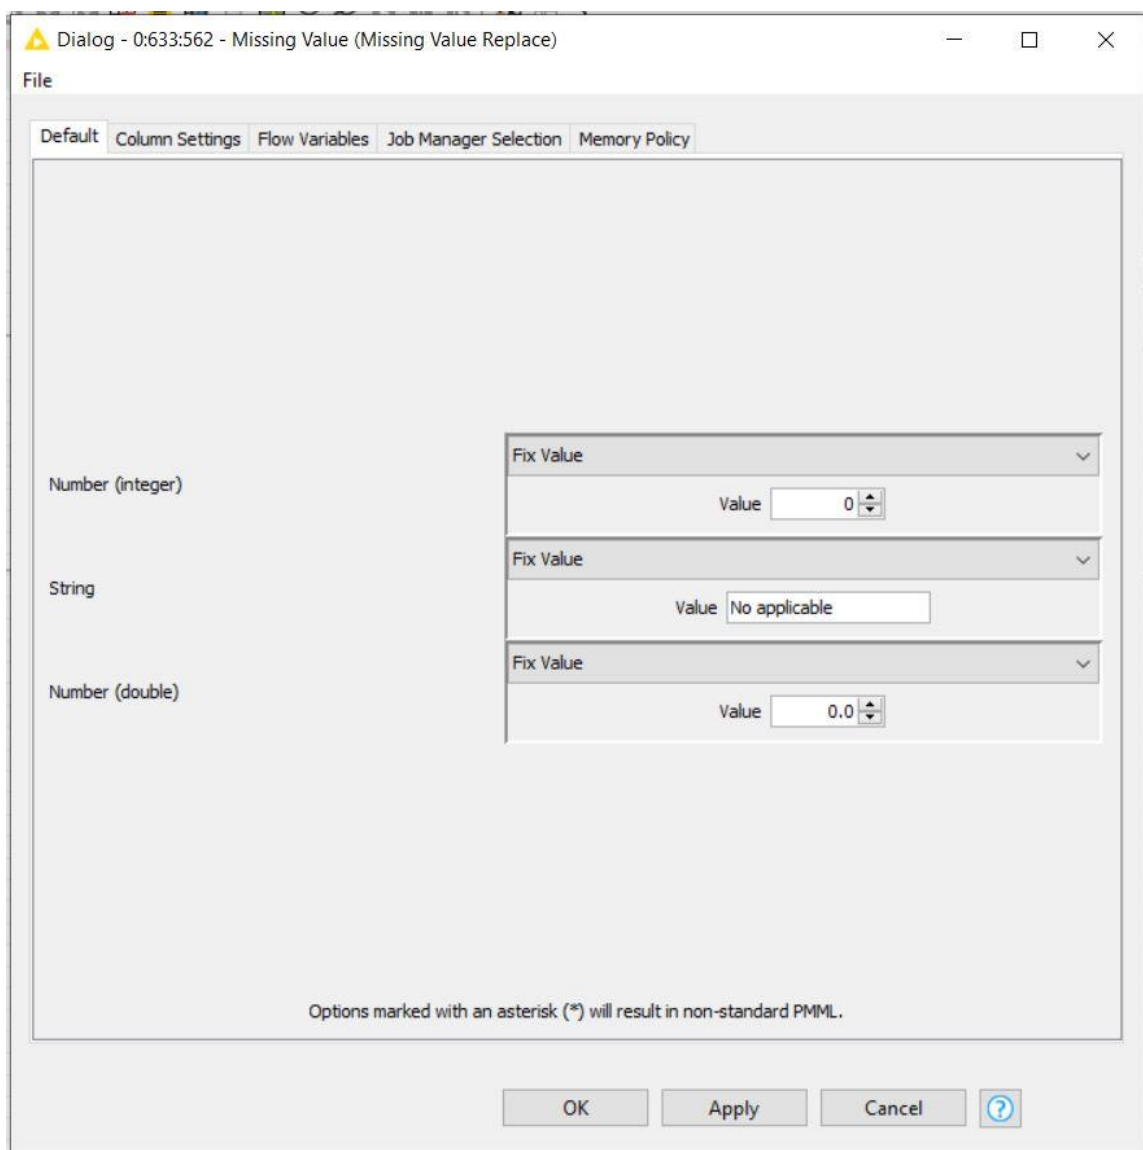 Dialog - 0:633:562 - Missing Value (Missing Value Replace)
File
Default Column Settings Flow Variables Job Manager Selection Memory Policy
Fix Value
Number (integer)
Value 0
Fix Value
String
Value No applicable
Fix Value
Number (double)
Value 0.0
Options marked with an asterisk (*) will result in non-standard PMML.
OK Apply Cancel ?